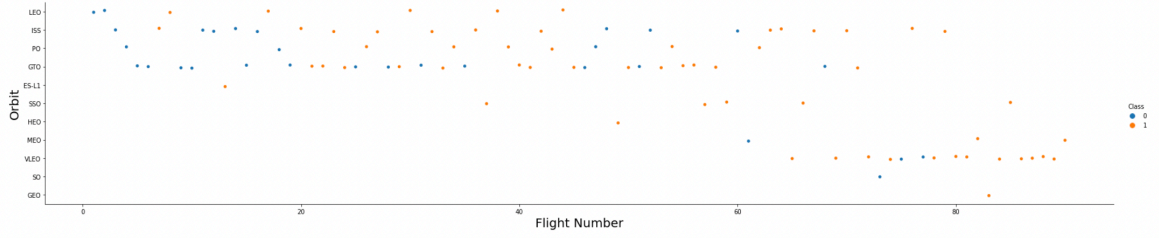 LEO
ISS
PO
GTO
ES-L1
SSO
HEO
MEO
VLEO
SO
GEO
Orbit
0
20
40
60
80
Flight Number
Class
0
1